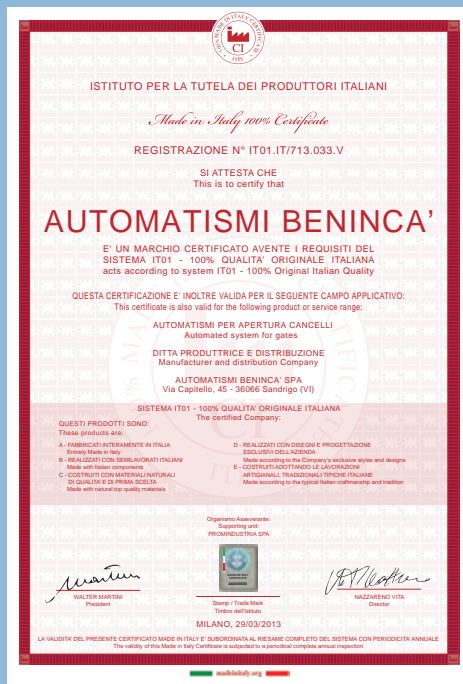 100% MADE IN ITALY CERTIFICATE
CI
ITPI
ISTITUTO PER LA TUTELA DEI PRODUTTORI ITALIANI
Made in Italy 100% Certificate
REGISTRAZIONE N° IT01.IT/713.033.V
SI ATTESTA CHE
This is to certify that
AUTOMATISMI BENINCA'
E' UN MARCHIO CERTIFICATO AVENTE I REQUISITI DEL
SISTEMA IT01 - 100% QUALITA' ORIGINALE ITALIANA
acts according to system IT01 - 100% Original Italian Quality
QUESTA CERTIFICAZIONE E' INOLTRE VALIDA PER IL SEGUENTE CAMPO APPLICATIVO:
This certificate is also valid for the following product or service range:
AUTOMATISMI PER APERTURA CANCELLI
Automated system for gates
DITTA PRODUTTRICE E DISTRIBUZIONE
Manufacturer and distribution Company
AUTOMATISMI BENINCA' SPA
Via Capitello, 45 - 36066 Sandrigo (VI)
SISTEMA IT01 - 100% QUALITA' ORIGINALE ITALIANA
The certified Company:
QUESTI PRODOTTI SONO:
These products are:
A - FABBRICATI INTERAMENTE IN ITALIA
Entirely Made in Italy
B - REALIZZATI CON SEMILAVORATI ITALIANI
Made with Italian components
C - COSTRUITI CON MATERIALI NATURALI
DI QUALITA' E DI PRIMA SCELTA
Made with natural top quality materials
D - REALIZZATI CON DISEGNI E PROGETTAZIONE
ESCLUSIVI DELL'AZIENDA
Made according to the Company's exclusive styles and designs
E - COSTRUITI ADOTTANDO LE LAVORAZIONI
ARTIGIANALI, TRADIZIONALI TIPICHE ITALIANE
Made according to the typical Italian craftmanship and tradition
Organismo Asseverante:
Supporting unit:
PROMINDUSTRIA SPA
WALTER MARTINI
President
Stamp / Trade Mark
Timbro dell'Istituto
NAZZARENO VITA
Director
MILANO, 29/03/2013
LA VALIDITA' DEL PRESENTE CERTIFICATO MADE IN ITALY E' SUBORDINATA AL RIESAME COMPLETO DEL SISTEMA CON PERIODICITA' ANNUALE
The validity of this Made in Italy Certificate is subjected to a periodical complete annual inspection
madeinitaly.org